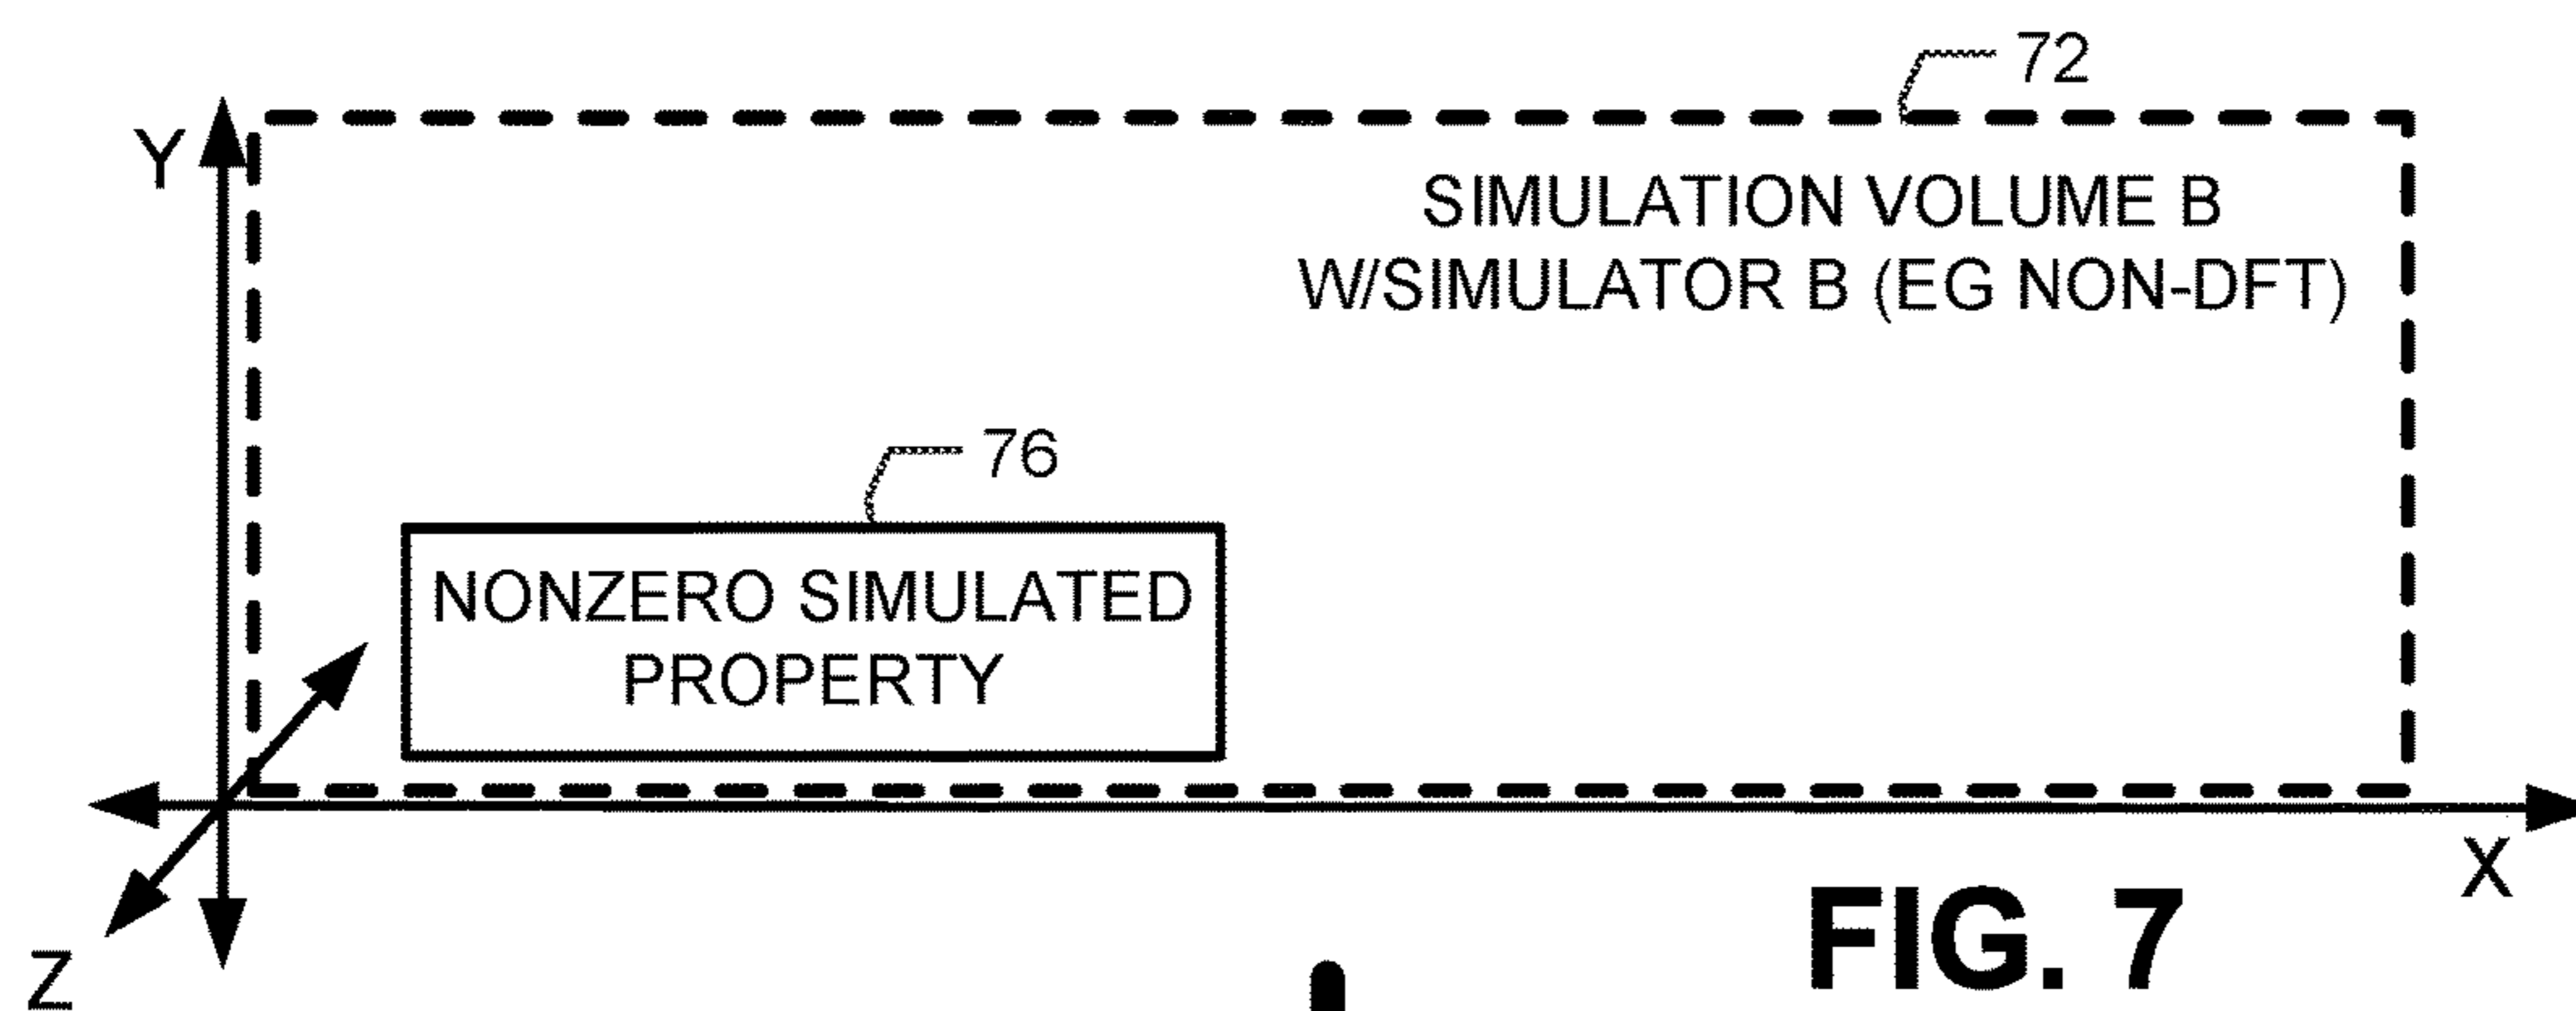 72
Y
SIMULATION VOLUME B
W/SIMULATOR B (EG NON-DFT)
76
NONZERO SIMULATED
PROPERTY
X
Z
FIG. 7